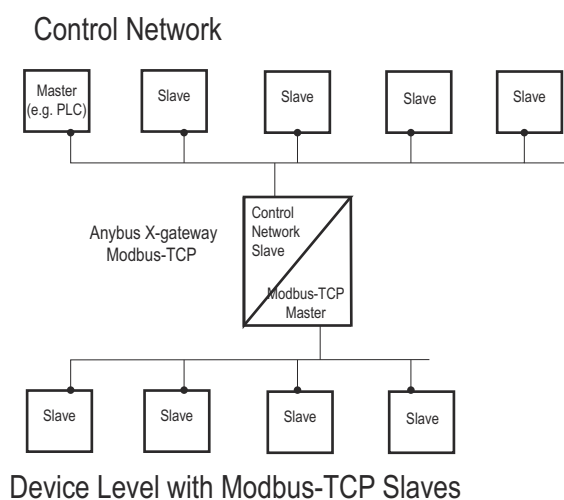 Control Network
Master
(e.g. PLC)
Slave
Slave
Slave
Slave
Anybus X-gateway
Modbus-TCP
Control
Network
Slave
Modbus-TCP
Master
Slave
Slave
Slave
Slave
Device Level with Modbus-TCP Slaves